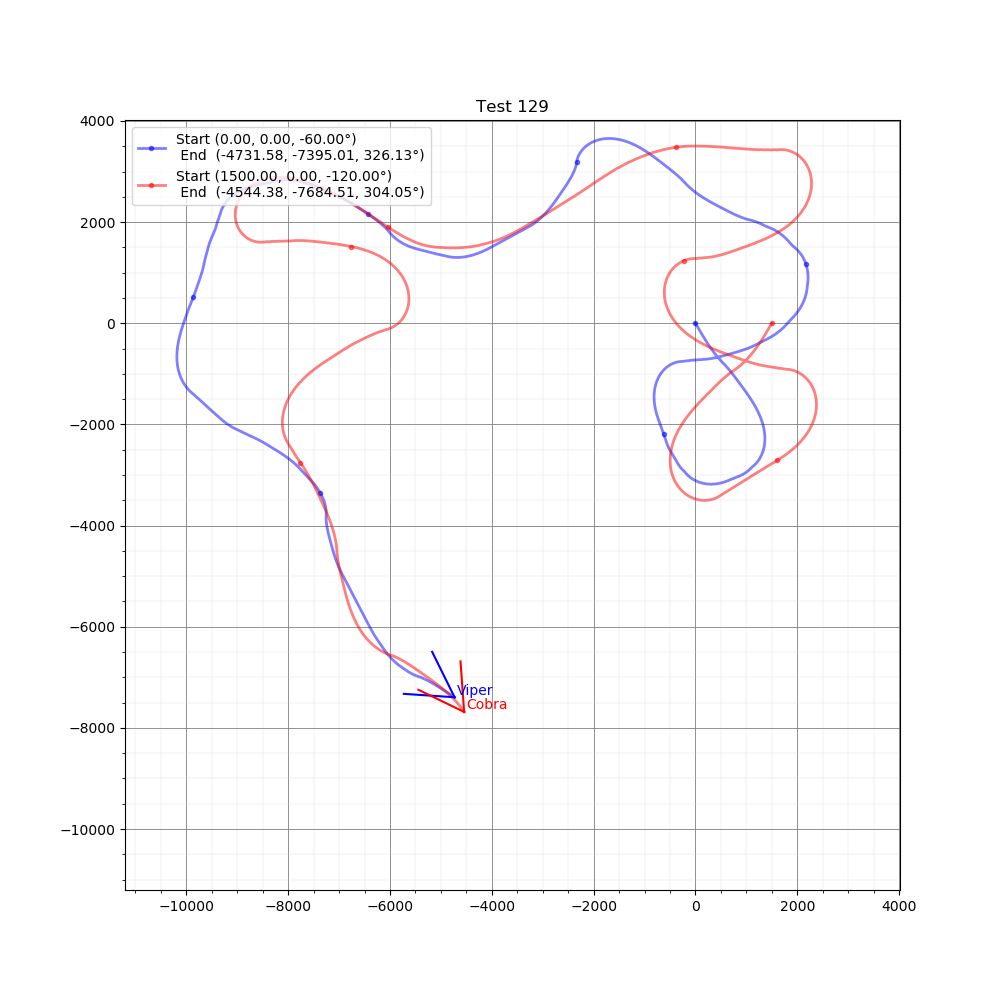 Test 129
Start (0.00, 0.00, -60.00°)
End (-4731.58, -7395.01, 326.13°)
Start (1500.00, 0.00, -120.00°)
End (-4544.38, -7684.51, 304.05°)
4000
2000
0
−2000
−4000
−6000
−8000
−10000
Viper
Cobra
−10000 −8000 −6000 −4000 −2000 0 2000 4000